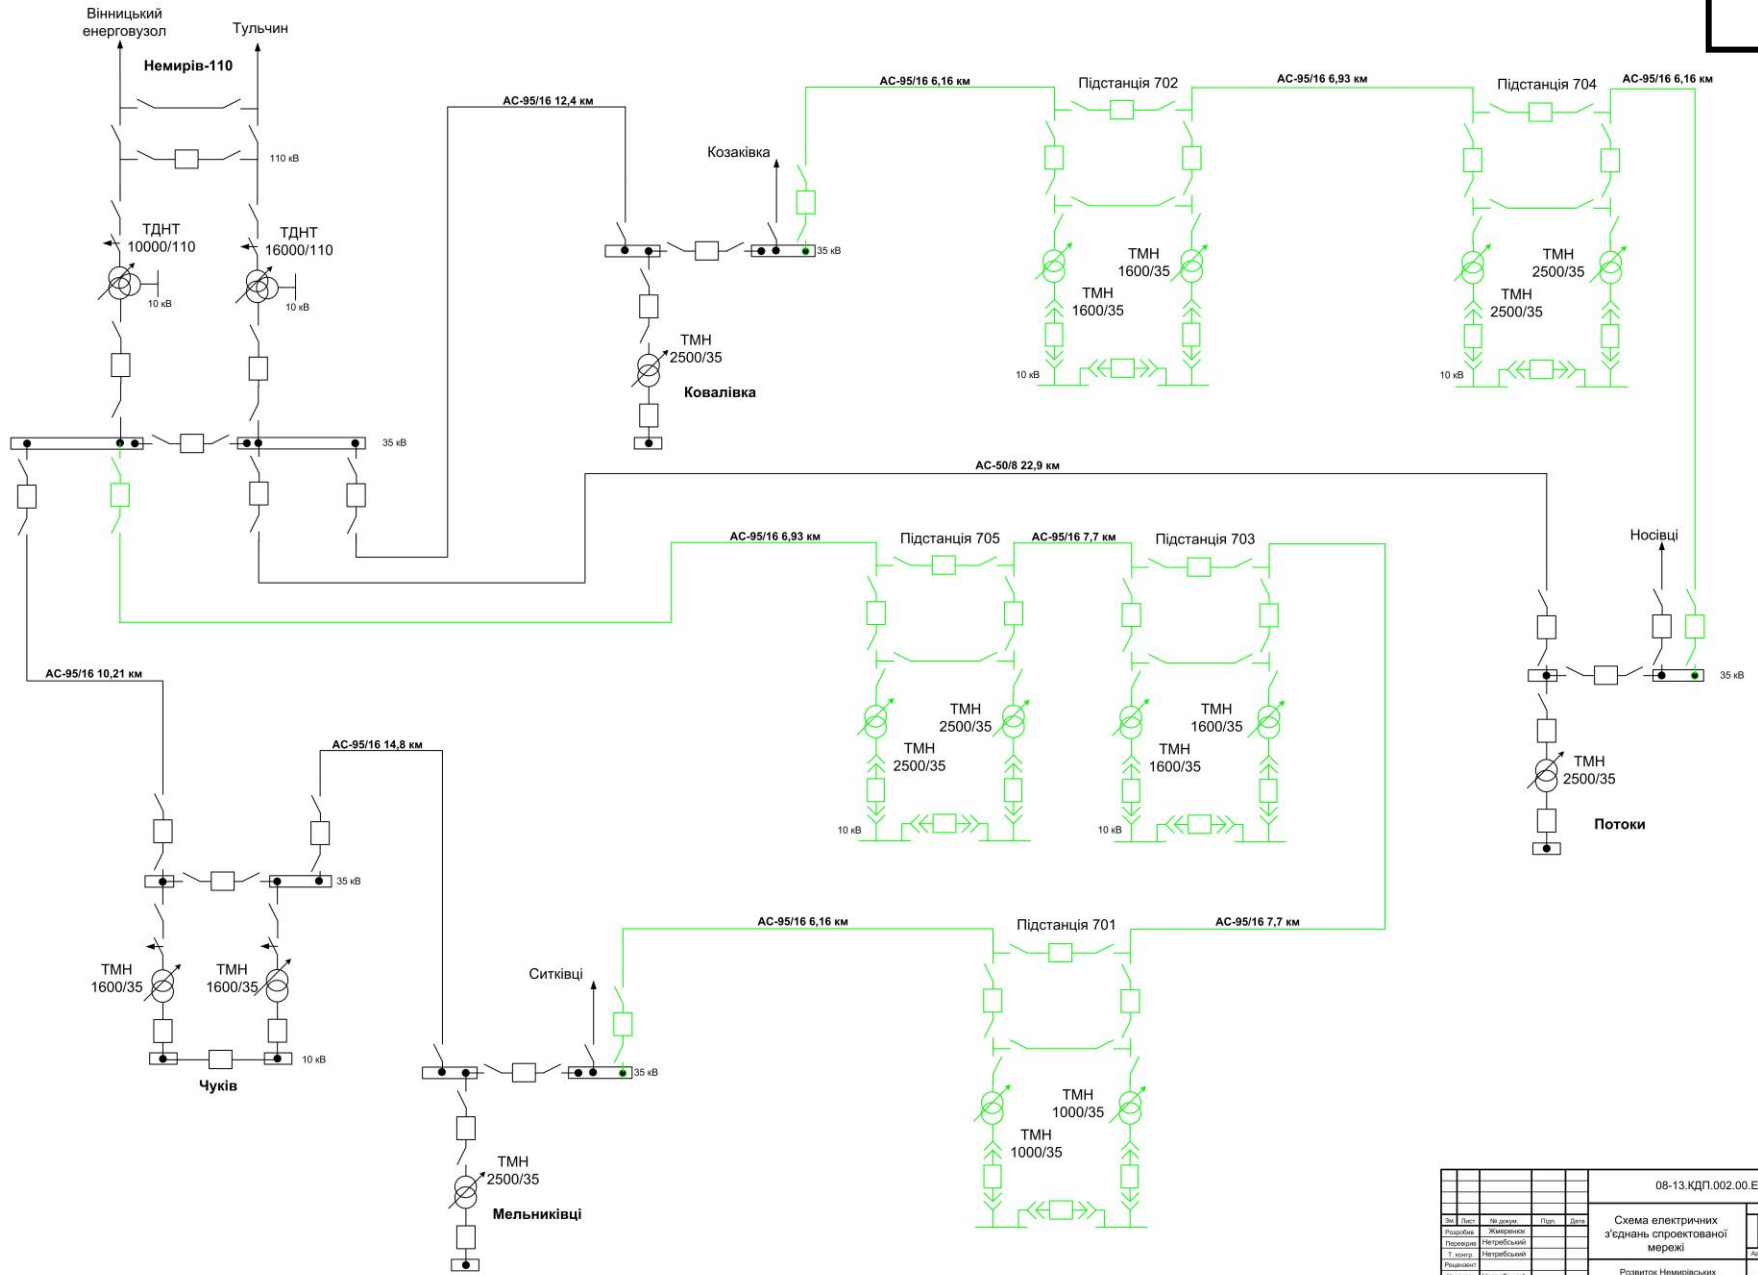 Вінницький
енерговузол
Тульчин
Немирів-110
110 кВ
ТДНТ
10000/110
ТДНТ
16000/110
10 кВ
10 кВ
35 кВ
АС-95/16 12,4 км
Козаківка
35 кВ
ТМН
2500/35
Ковалівка
АС-95/16 6,16 км
Підстанція 702
ТМН
1600/35
ТМН
1600/35
10 кВ
АС-95/16 6,93 км
Підстанція 704
АС-95/16 6,16 км
ТМН
2500/35
ТМН
2500/35
10 кВ
АС-50/8 22,9 км
АС-95/16 6,93 км
Підстанція 705
АС-95/16 7,7 км
Підстанція 703
Носівці
35 кВ
ТМН
2500/35
ТМН
2500/35
10 кВ
ТМН
1600/35
ТМН
1600/35
10 кВ
ТМН
2500/35
Потоки
АС-95/16 10,21 км
АС-95/16 14,8 км
35 кВ
ТМН
1600/35
ТМН
1600/35
10 кВ
Чуків
Ситківці
35 кВ
ТМН
2500/35
Мельниківці
АС-95/16 6,16 км
Підстанція 701
АС-95/16 7,7 км
ТМН
1000/35
ТМН
1000/35
08-13.КДП.002.00.Е
Зм. Лист № докум. Підп. Дата
Розробив Жмеренюк
Перевірив Нетребський
Т. контр. Нетребський
Рецензент
Схема електричних
з'єднань спроектованої
мережі
Розвиток Немирівських